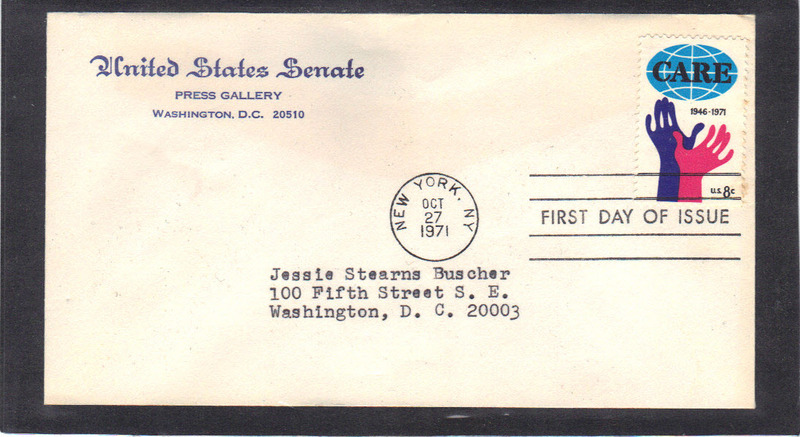 United States Senate
PRESS GALLERY
WASHINGTON, D.C. 20510
CARE
1946-1971
U.S. 8c
NEW YORK, NY
OCT
27
1971
FIRST DAY OF ISSUE
Jessie Stearns Buscher
100 Fifth Street S. E.
Washington, D. C. 20003